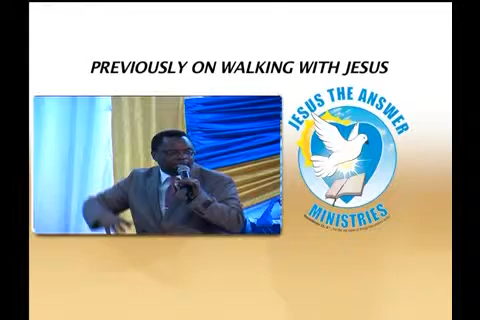 PREVIOUSLY ON WALKING WITH JESUS
JESUS THE ANSWER
MINISTRIES